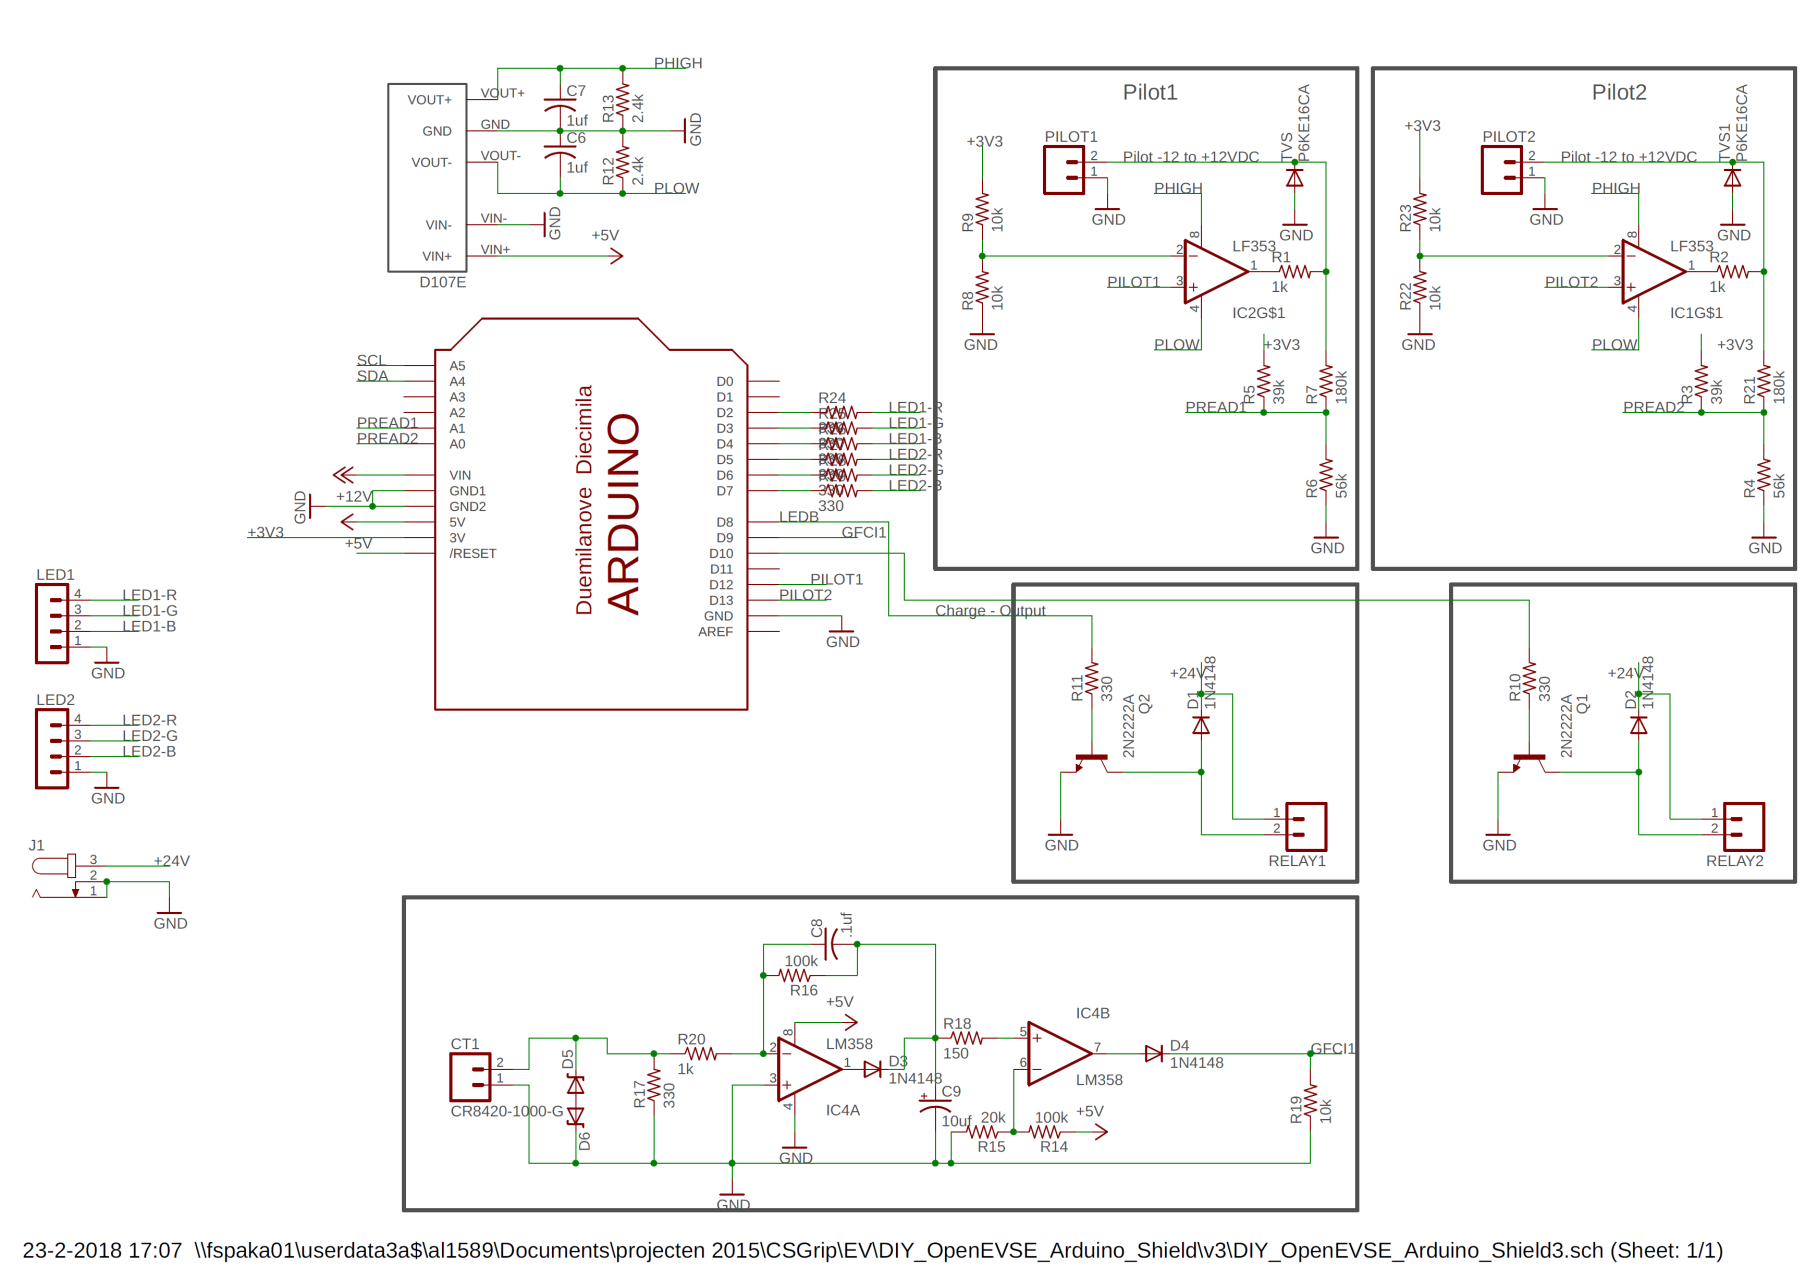 PHIGH
VOUT+
VOUT+
C7
1uf
R13
2.4k
GND
GND
GND
C6
1uf
R12
2.4k
VOUT-
VOUT-
PLOW
VIN-
VIN-
GND
+5V
VIN+
VIN+
D107E
Pilot1
+3V3
PILOT1
2
1
Pilot -12 to +12VDC
TVS
P6KE16CA
GND
PHIGH
GND
R9
10k
8
2
3
4
1
LF353
R1
1k
PILOT1
IC2G$1
R8
10k
GND
PLOW
+3V3
R5
39k
R7
180k
PREAD1
R6
56k
GND
Pilot2
+3V3
PILOT2
2
1
Pilot -12 to +12VDC
TVS1
P6KE16CA
GND
PHIGH
GND
R23
10k
8
2
3
4
1
LF353
R2
1k
PILOT2
IC1G$1
R22
10k
GND
PLOW
+3V3
R3
39k
R21
180k
PREAD2
R4
56k
GND
SCL
SDA
PREAD1
PREAD2
+12V
GND
+3V3
+5V
A5
A4
A3
A2
A1
A0
VIN
GND1
GND2
5V
3V
/RESET
Duemilanove Diecimila
ARDUINO
D0
D1
D2
D3
D4
D5
D6
D7
D8
D9
D10
D11
D12
D13
GND
AREF
R24
330
LED1-R
LED1-G
LED1-B
LED2-R
LED2-G
LED2-B
LEDB
GFCI1
PILOT1
PILOT2
GND
LED1
4
3
2
1
LED1-R
LED1-G
LED1-B
GND
LED2
4
3
2
1
LED2-R
LED2-G
LED2-B
GND
J1
3
2
1
+24V
GND
Charge - Output
R11
330
2N2222A
Q2
+24V
D1
1N4148
GND
1
2
RELAY1
R10
330
2N2222A
Q1
+24V
D2
1N4148
GND
1
2
RELAY2
C8
.1uf
100k
R16
+5V
CT1
2
1
CR8420-1000-G
D5
D6
R17
330
R20
1k
8
2
3
4
1
LM358
IC4A
GND
D3
1N4148
R18
150
C9
10uf
20k
R15
100k
R14
+5V
IC4B
5
6
7
LM358
D4
1N4148
GFCI1
R19
10k
GND
23-2-2018 17:07 \\fspaka01\userdata3a$\al1589\Documents\projecten 2015\CSGrip\EV\DIY_OpenEVSE_Arduino_Shield\v3\DIY_OpenEVSE_Arduino_Shield3.sch (Sheet: 1/1)